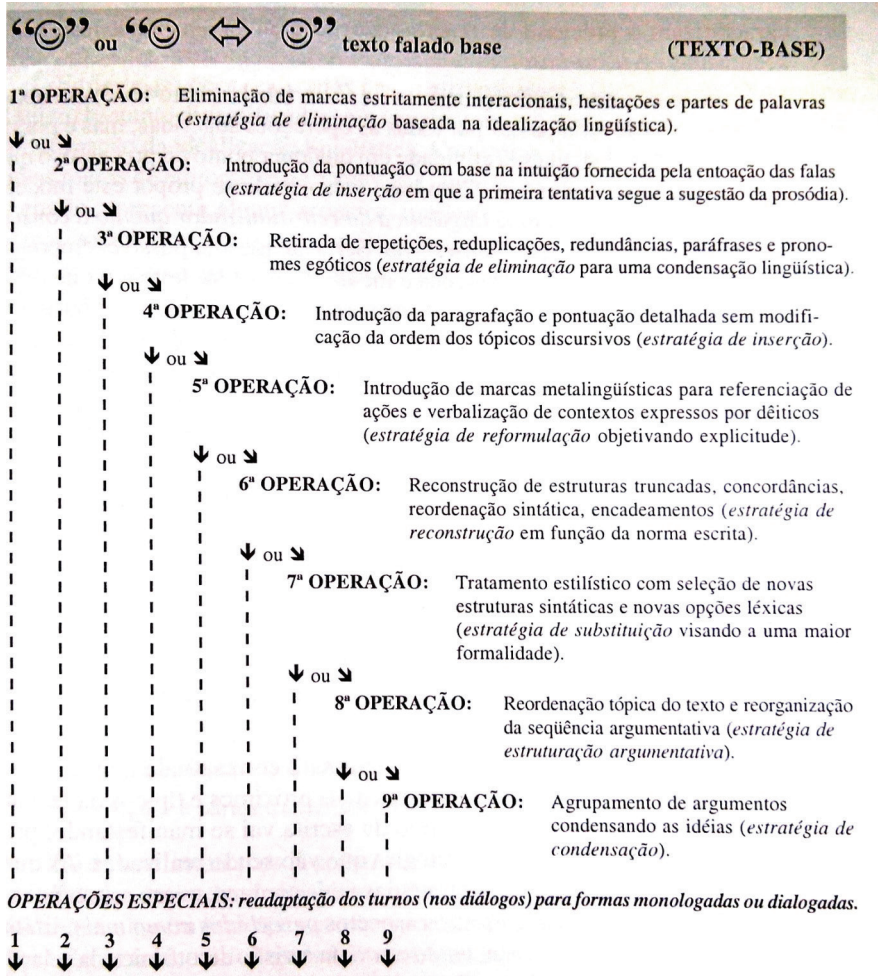 “☺” ou “☺ ⇔ ☺” texto falado base (TEXTO-BASE)
1ª OPERAÇÃO: Eliminação de marcas estritamente interacionais, hesitações e partes de palavras
(estratégia de eliminação baseada na idealização lingüística).
🡻 ou 🡾
2ª OPERAÇÃO: Introdução da pontuação com base na intuição fornecida pela entoação das falas
(estratégia de inserção em que a primeira tentativa segue a sugestão da prosódia).
🡻 ou 🡾
3ª OPERAÇÃO: Retirada de repetições, reduplicações, redundâncias, paráfrases e prono-
mes egóticos (estratégia de eliminação para uma condensação lingüística).
🡻 ou 🡾
4ª OPERAÇÃO: Introdução da paragrafação e pontuação detalhada sem modifi-
cação da ordem dos tópicos discursivos (estratégia de inserção).
🡻 ou 🡾
5ª OPERAÇÃO: Introdução de marcas metalingüísticas para referenciação de
ações e verbalização de contextos expressos por dêiticos
(estratégia de reformulação objetivando explicitude).
🡻 ou 🡾
6ª OPERAÇÃO: Reconstrução de estruturas truncadas, concordâncias,
reordenação sintática, encadeamentos (estratégia de
reconstrução em função da norma escrita).
🡻 ou 🡾
7ª OPERAÇÃO: Tratamento estilístico com seleção de novas
estruturas sintáticas e novas opções léxicas
(estratégia de substituição visando a uma maior
formalidade).
🡻 ou 🡾
8ª OPERAÇÃO: Reordenação tópica do texto e reorganização
da seqüência argumentativa (estratégia de
estruturação argumentativa).
🡻 ou 🡾
9ª OPERAÇÃO: Agrupamento de argumentos
condensando as idéias (estratégia de
condensação).
OPERAÇÕES ESPECIAIS: readaptação dos turnos (nos diálogos) para formas monologadas ou dialogadas.
1 2 3 4 5 6 7 8 9